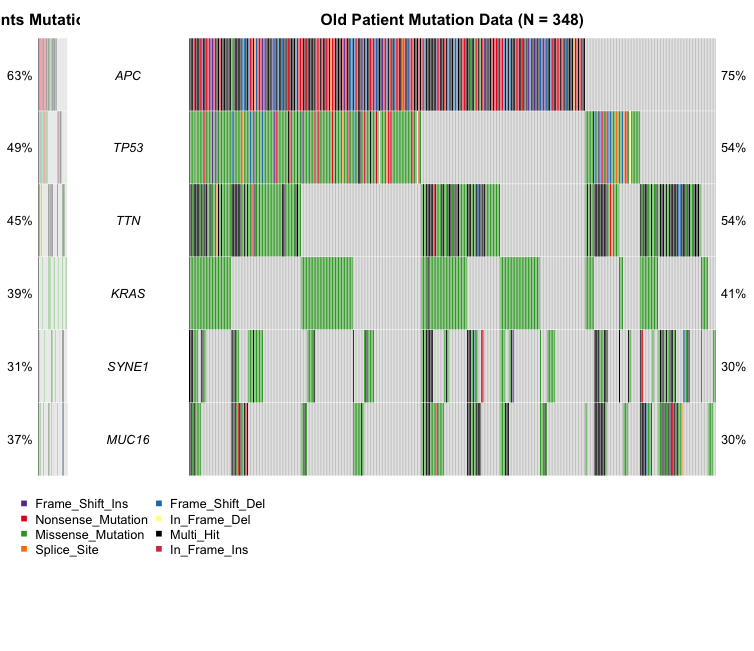 nts Mutatic
Old Patient Mutation Data (N = 348)
63% APC 75%
49% TP53 54%
45% TTN 54%
39% KRAS 41%
31% SYNE1 30%
37% MUC16 30%
Frame_Shift_Ins Frame_Shift_Del
Nonsense_Mutation In_Frame_Del
Missense_Mutation Multi_Hit
Splice_Site In_Frame_Ins